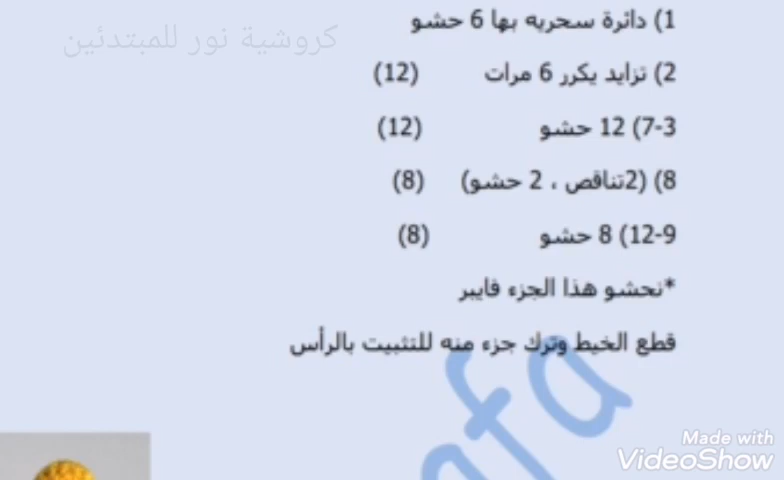 كروشية نور للمبتدئين
1) دائرة سحريه بها 6 حشو
2) تزايد يكرر 6 مرات (12)
3-7) 12 حشو (12)
8) (2تناقص ، 2 حشو) (8)
9-12) 8 حشو (8)
*نحشو هذا الجزء فايبر
قطع الخيط وترك جزء منه للتثبيت بالرأس
Made with
VideoShow